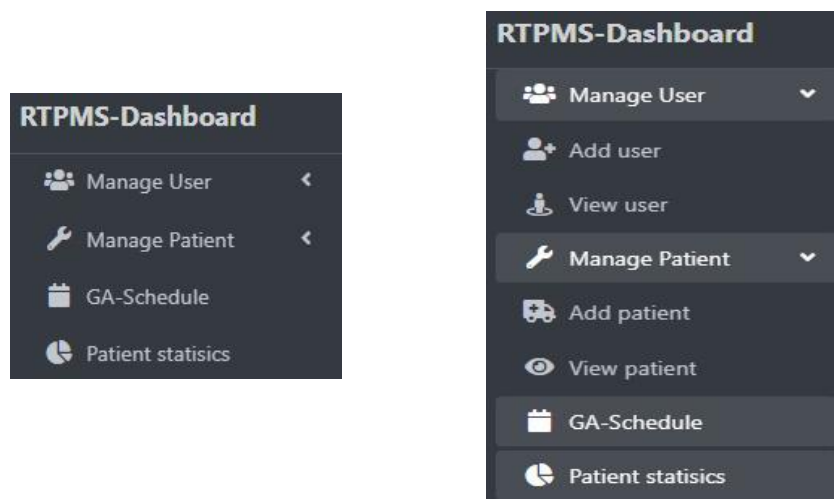 RTPMS-Dashboard
Manage User
Manage Patient
GA-Schedule
Patient statisics
RTPMS-Dashboard
Manage User
Add user
View user
Manage Patient
Add patient
View patient
GA-Schedule
Patient statisics